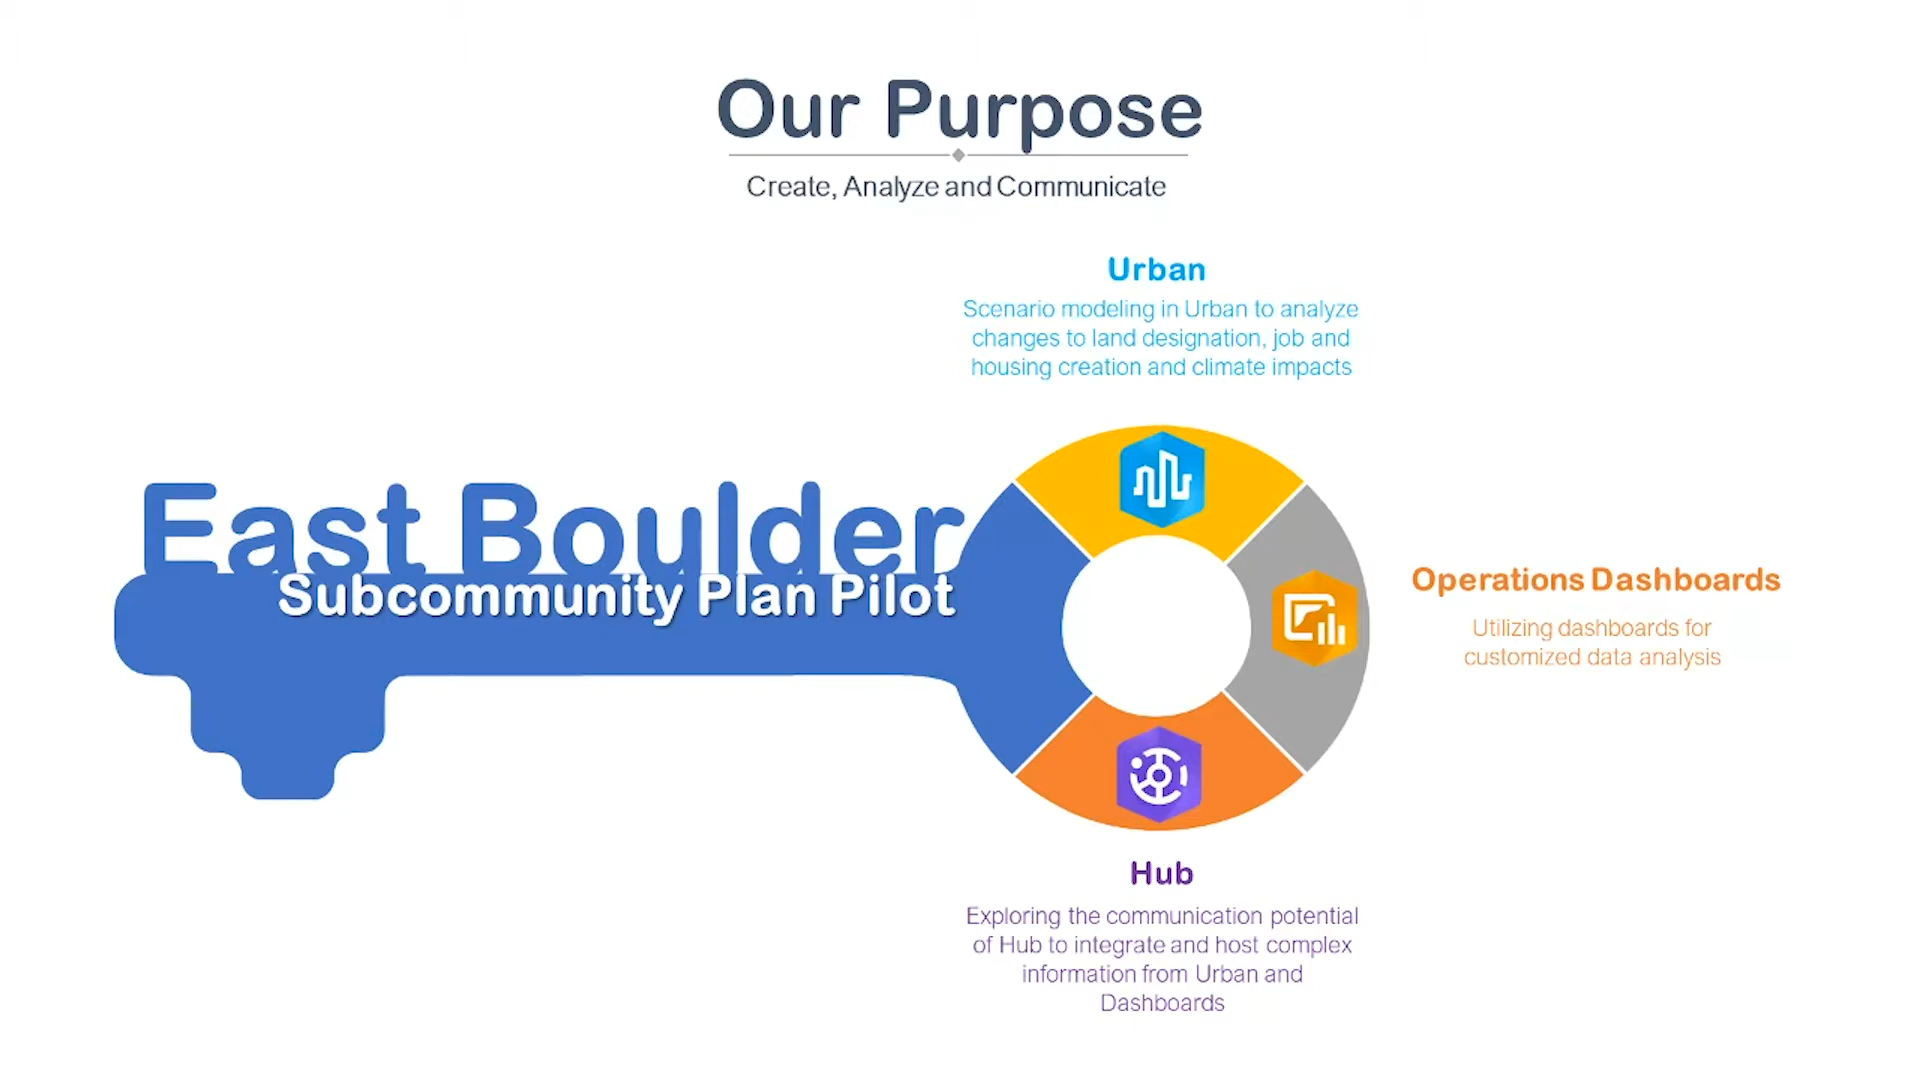 Our Purpose
Create, Analyze and Communicate
Urban
Scenario modeling in Urban to analyze
changes to land designation, job and
housing creation and climate impacts
East Boulder
Subcommunity Plan Pilot
Operations Dashboards
Utilizing dashboards for
customized data analysis
Hub
Exploring the communication potential
of Hub to integrate and host complex
information from Urban and
Dashboards